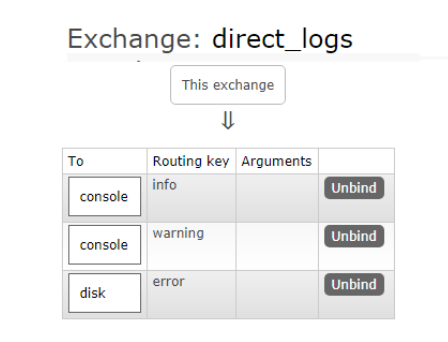 Exchange: direct_logs
This exchange
⇓
To Routing key Arguments
console info Unbind
console warning Unbind
disk error Unbind